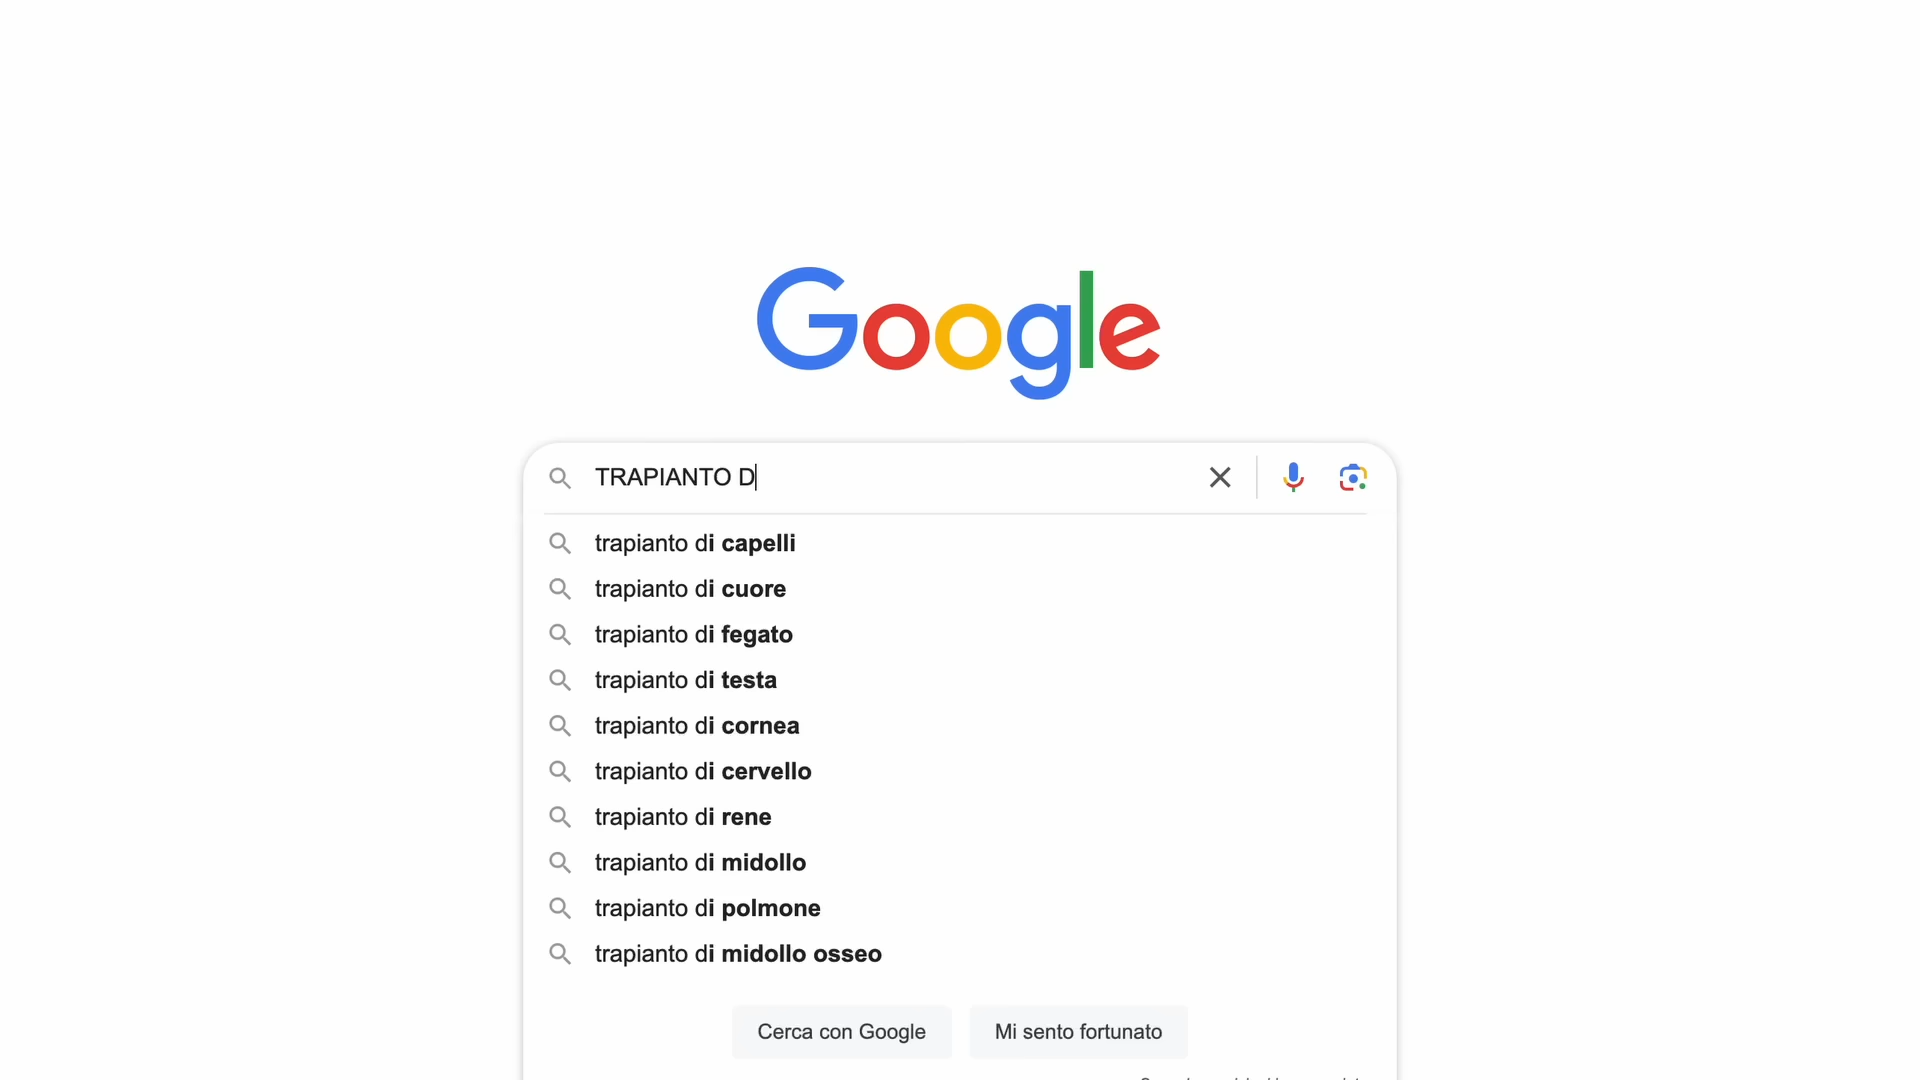 Google
TRAPIANTO D
trapianto di capelli
trapianto di cuore
trapianto di fegato
trapianto di testa
trapianto di cornea
trapianto di cervello
trapianto di rene
trapianto di midollo
trapianto di polmone
trapianto di midollo osseo
Cerca con Google
Mi sento fortunato